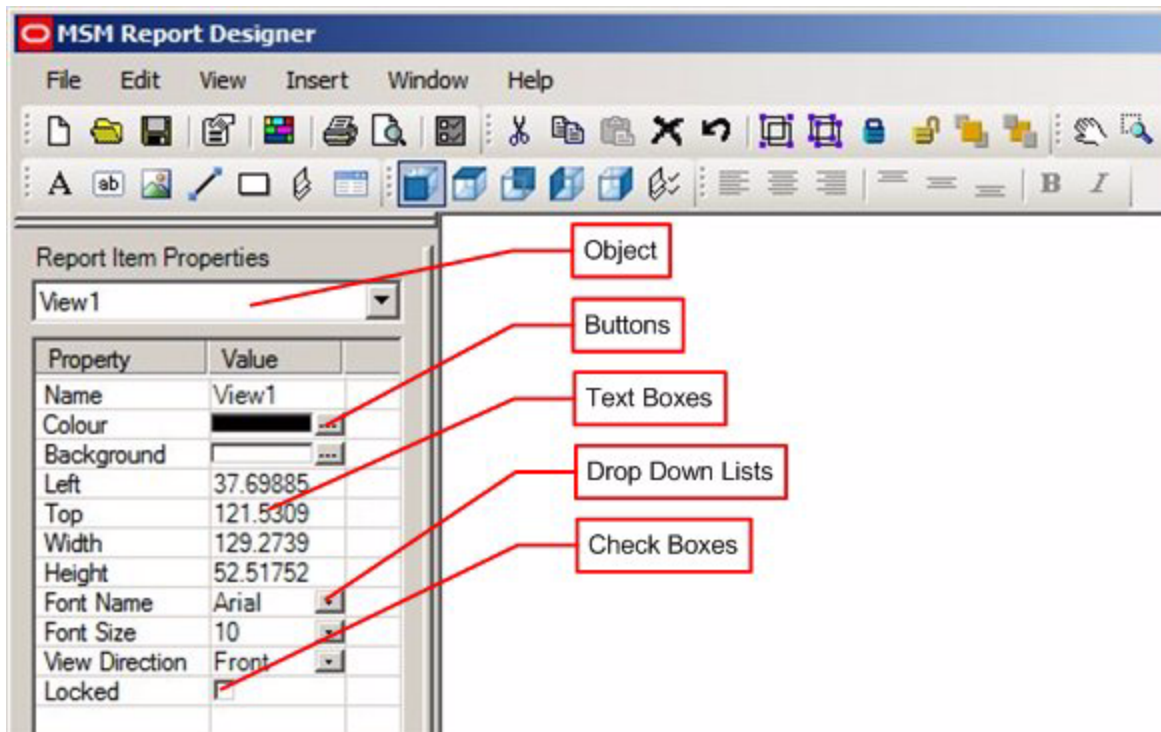 MSM Report Designer
File Edit View Insert Window Help
A ab B I
Report Item Properties
View1
Property Value
Name View1
Colour ...
Background ...
Left 37.69885
Top 121.5309
Width 129.2739
Height 52.51752
Font Name Arial
Font Size 10
View Direction Front
Locked
Object
Buttons
Text Boxes
Drop Down Lists
Check Boxes